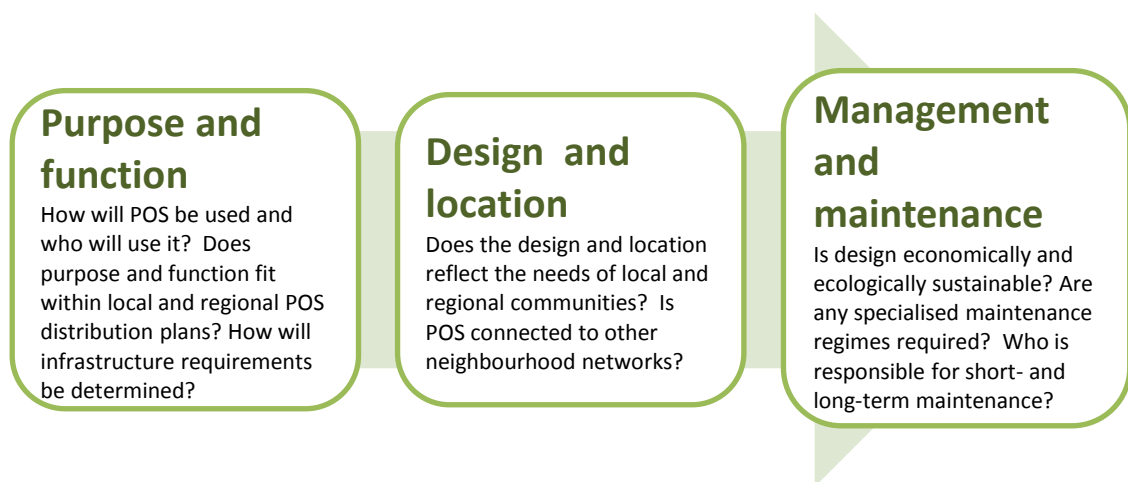 Purpose and
function
How will POS be used and
who will use it?  Does
purpose and function fit
within local and regional POS
distribution plans? How will
infrastructure requirements
be determined?
Design  and
location
Does the design and location
reflect the needs of local and
regional communities?  Is
POS connected to other
neighbourhood networks?
Management
and
maintenance
Is design economically and
ecologically sustainable? Are
any specialised maintenance
regimes required?  Who is
responsible for short- and
long-term maintenance?